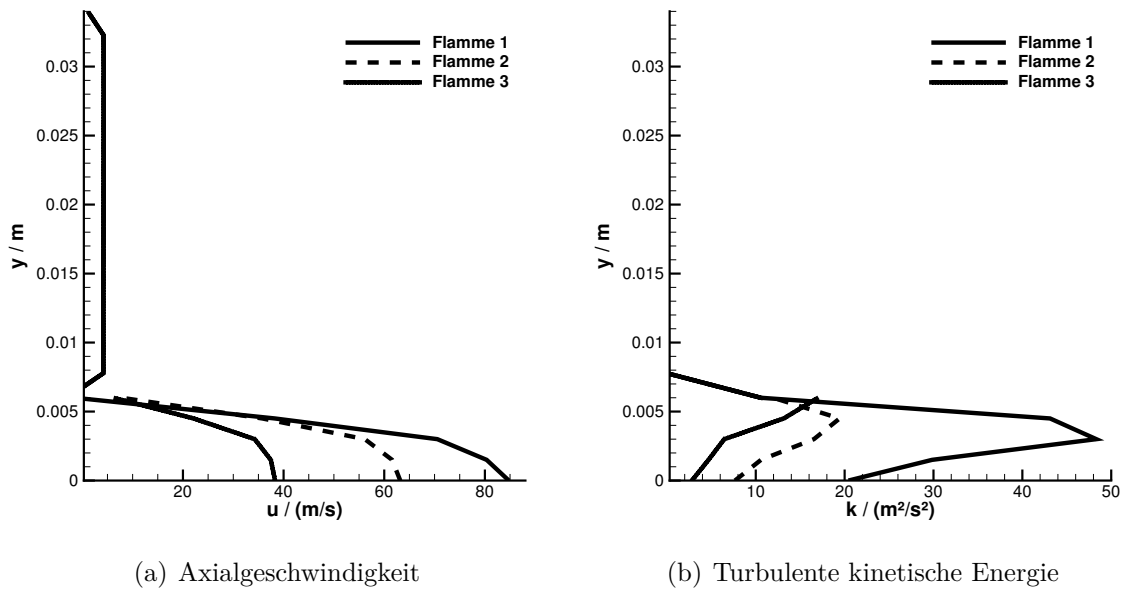 Flamme 1
Flamme 2
Flamme 3
0.03
0.025
0.02
0.015
0.01
0.005
0
y / m
20
40
60
80
u / (m/s)
(a) Axialgeschwindigkeit
Flamme 1
Flamme 2
Flamme 3
0.03
0.025
0.02
0.015
0.01
0.005
0
y / m
10
20
30
40
50
k / (m²/s²)
(b) Turbulente kinetische Energie